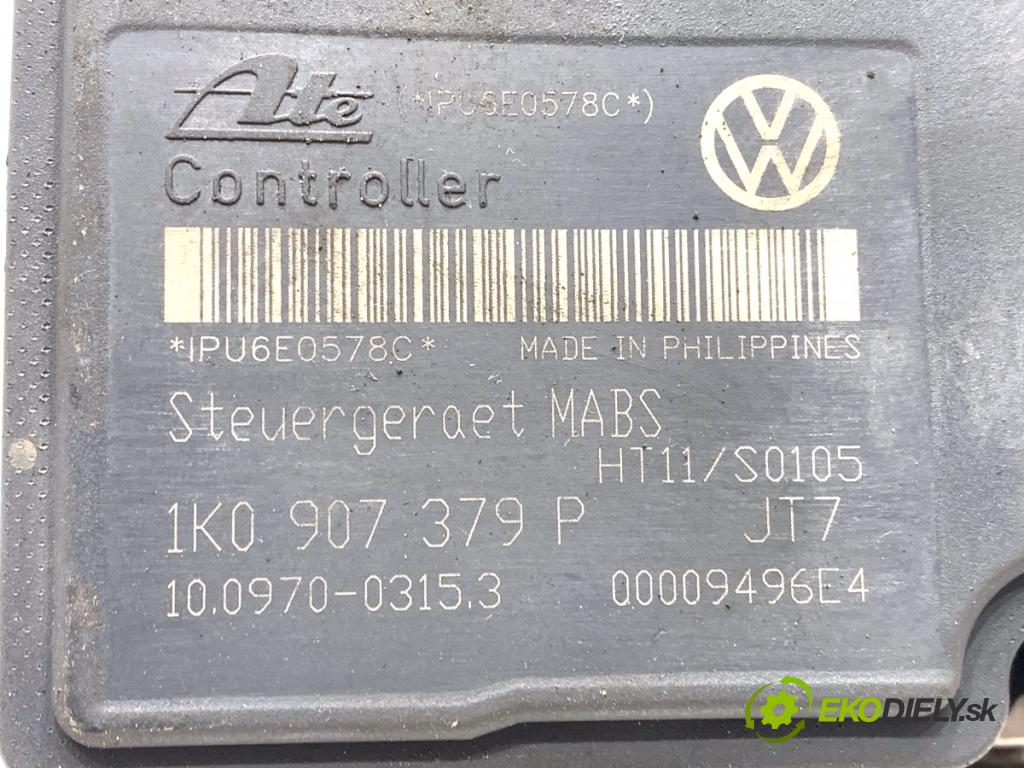 Ate (*IPU6E0578C*)
Controller
*IPU6E0578C* MADE IN PHILIPPINES
Steuergeraet MABS
HT11/S0105
1K0 907 379 P JT7
10.0970-0315.3 00009496E4
EKODIELY.sk